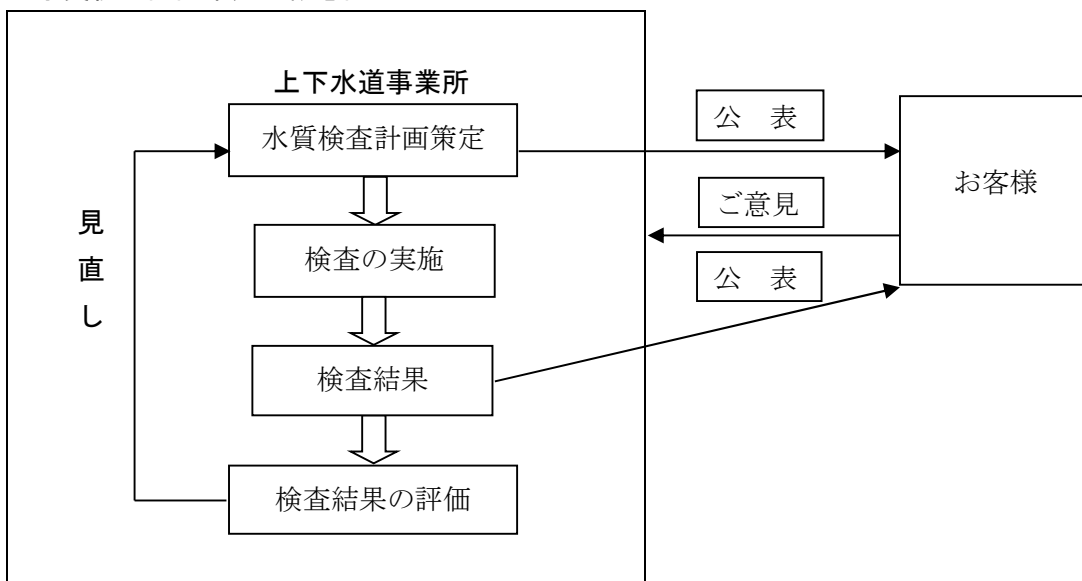 上下水道事業所
水質検査計画策定
検査の実施
検査結果
検査結果の評価
見直し
公 表
ご意見
公 表
お客様